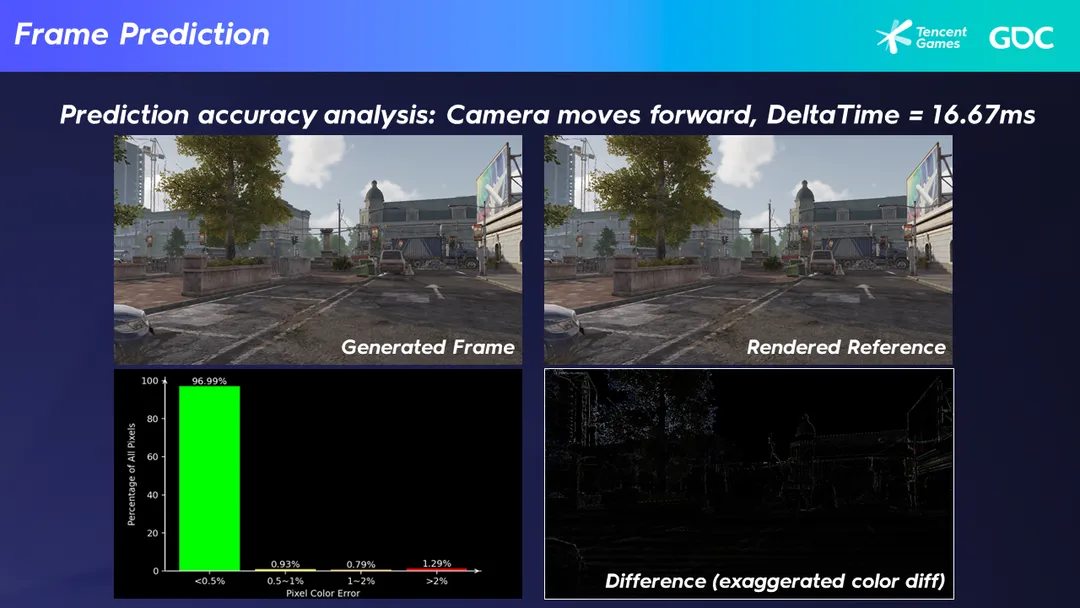 Frame Prediction
Tencent
Games
GDC
Prediction accuracy analysis: Camera moves forward, DeltaTime = 16.67ms
Generated Frame
Rendered Reference
Percentage of All Pixels
100
80
60
40
20
0
96.99%
0.93%
0.79%
1.29%
<0.5%
0.5~1%
1~2%
>2%
Pixel Color Error
Difference (exaggerated color diff)